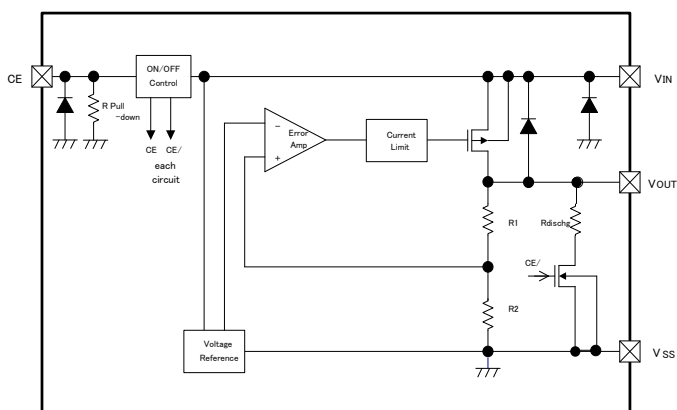 CE
ON/OFF
Control
VIN
R Pull
-down
CE CE/
each
circuit
-
Error
Amp
+
Current
Limit
VOUT
R1
Rdischg
CE/
R2
Voltage
Reference
VSS